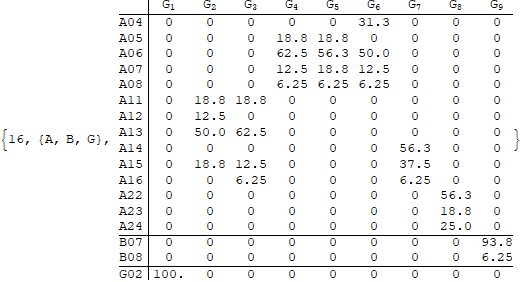 G₁ G₂ G₃ G₄ G₅ G₆ G₇ G₈ G₉
A04 0 0 0 0 0 31.3 0 0 0
A05 0 0 0 18.8 18.8 0 0 0 0
A06 0 0 0 62.5 56.3 50.0 0 0 0
A07 0 0 0 12.5 18.8 12.5 0 0 0
A08 0 0 0 6.25 6.25 6.25 0 0 0
A11 0 18.8 18.8 0 0 0 0 0 0
A12 0 12.5 0 0 0 0 0 0 0
{16, {A, B, G}, A13 0 50.0 62.5 0 0 0 0 0 0 }
A14 0 0 0 0 0 0 56.3 0 0
A15 0 18.8 12.5 0 0 0 37.5 0 0
A16 0 0 6.25 0 0 0 6.25 0 0
A22 0 0 0 0 0 0 0 56.3 0
A23 0 0 0 0 0 0 0 18.8 0
A24 0 0 0 0 0 0 0 25.0 0
B07 0 0 0 0 0 0 0 0 93.8
B08 0 0 0 0 0 0 0 0 6.25
G02 100. 0 0 0 0 0 0 0 0